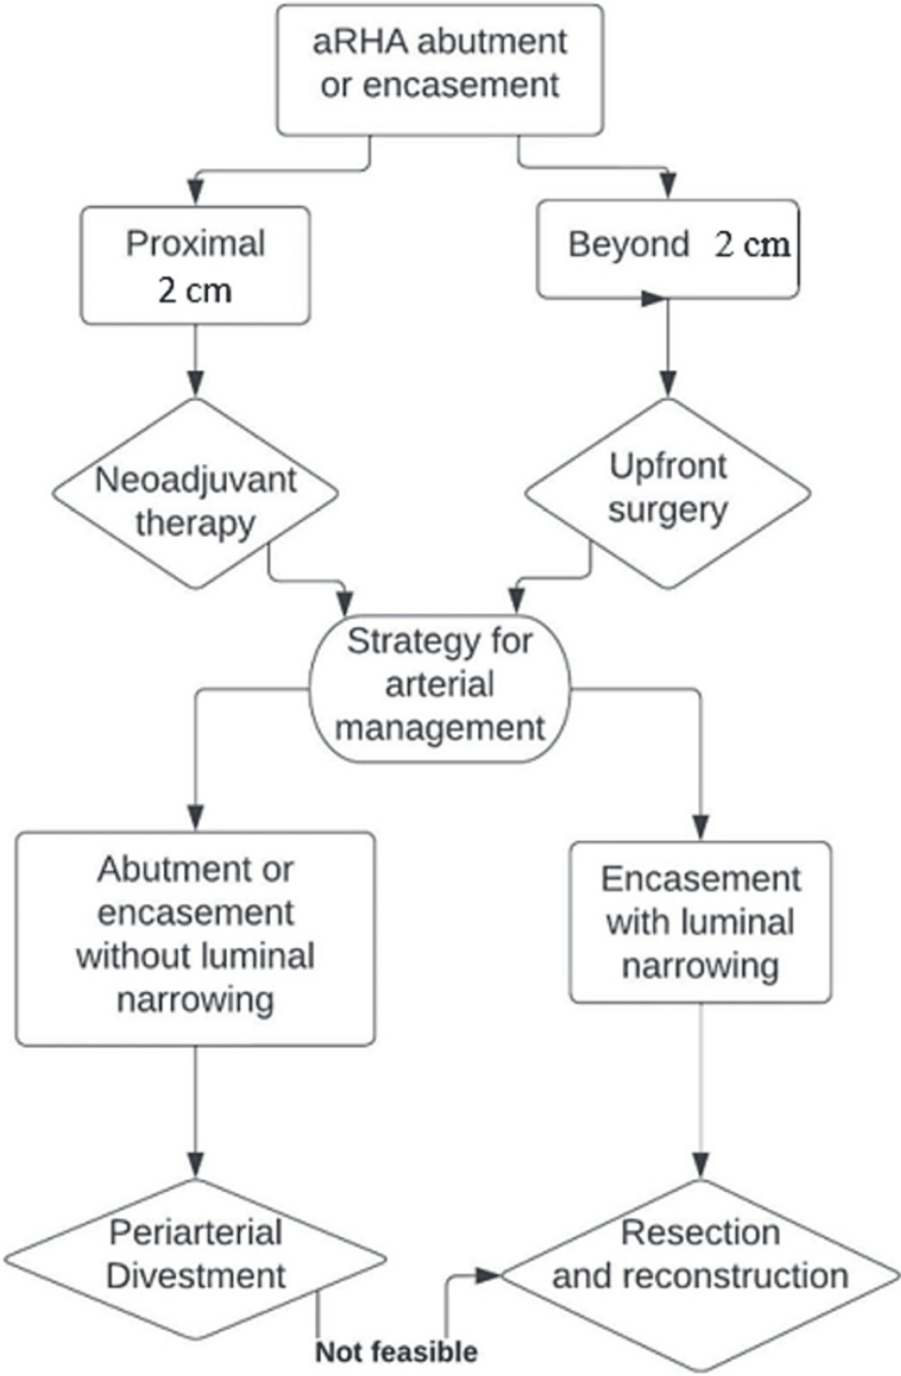 aRHA abutment
or encasement
Proximal
2 cm
Beyond 2 cm
Neoadjuvant
therapy
Upfront
surgery
Strategy for
arterial
management
Abutment or
encasement
without luminal
narrowing
Encasement
with luminal
narrowing
Periarterial
Divestment
Resection
and reconstruction
Not feasible